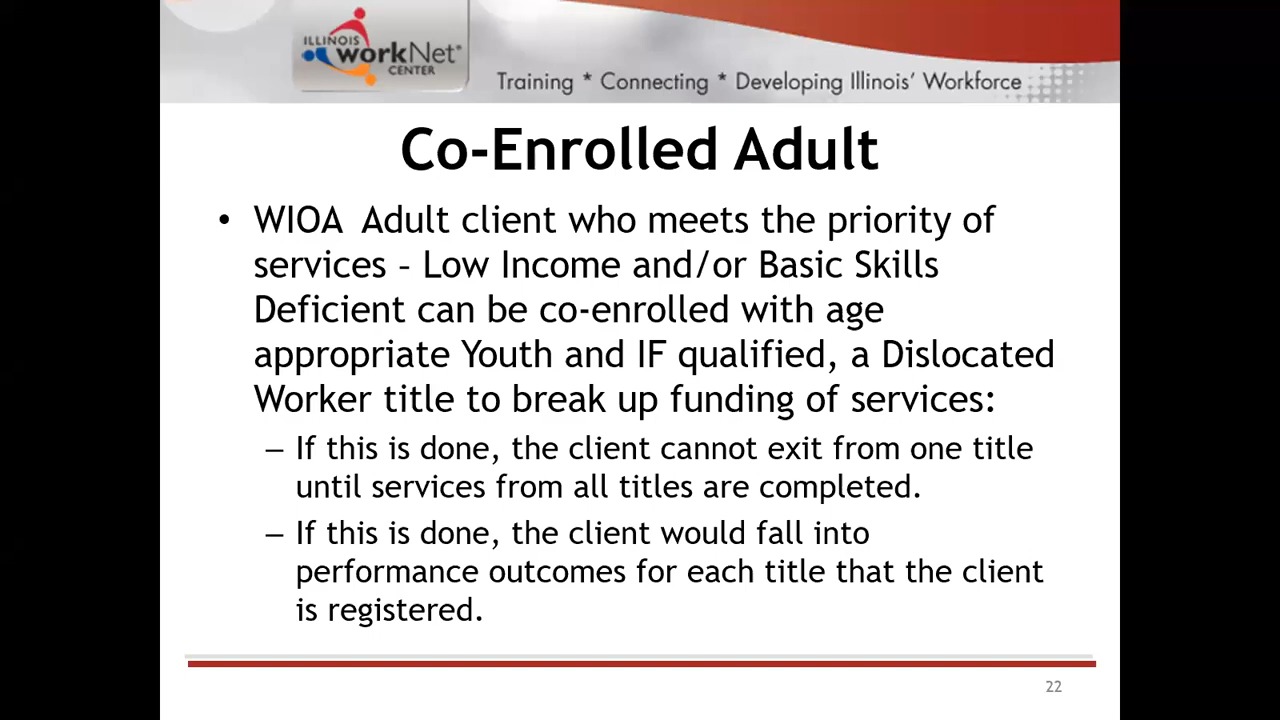 ILLINOIS
workNet®
CENTER
Training * Connecting * Developing Illinois’ Workforce
Co-Enrolled Adult
• WIOA  Adult client who meets the priority of
services – Low Income and/or Basic Skills
Deficient can be co-enrolled with age
appropriate Youth and IF qualified, a Dislocated
Worker title to break up funding of services:
– If this is done, the client cannot exit from one title
until services from all titles are completed.
– If this is done, the client would fall into
performance outcomes for each title that the client
is registered.
22